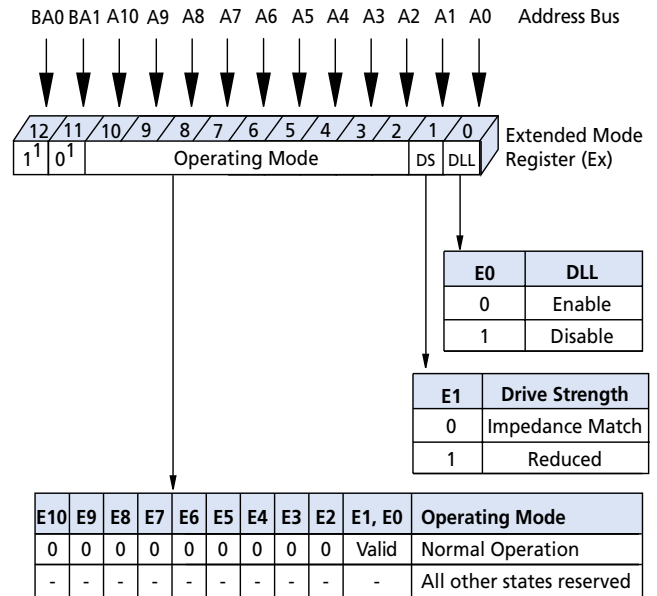 BA0 BA1 A10 A9 A8 A7 A6 A5 A4 A3 A2 A1 A0 Address Bus
12 11 10 9 8 7 6 5 4 3 2 1 0
Extended Mode
Register (Ex)
1¹ 0¹ Operating Mode DS DLL
E0 DLL
0 Enable
1 Disable
E1 Drive Strength
0 Impedance Match
1 Reduced
E10 E9 E8 E7 E6 E5 E4 E3 E2 E1, E0 Operating Mode
0 0 0 0 0 0 0 0 0 Valid Normal Operation
- - - - - - - - - - All other states reserved